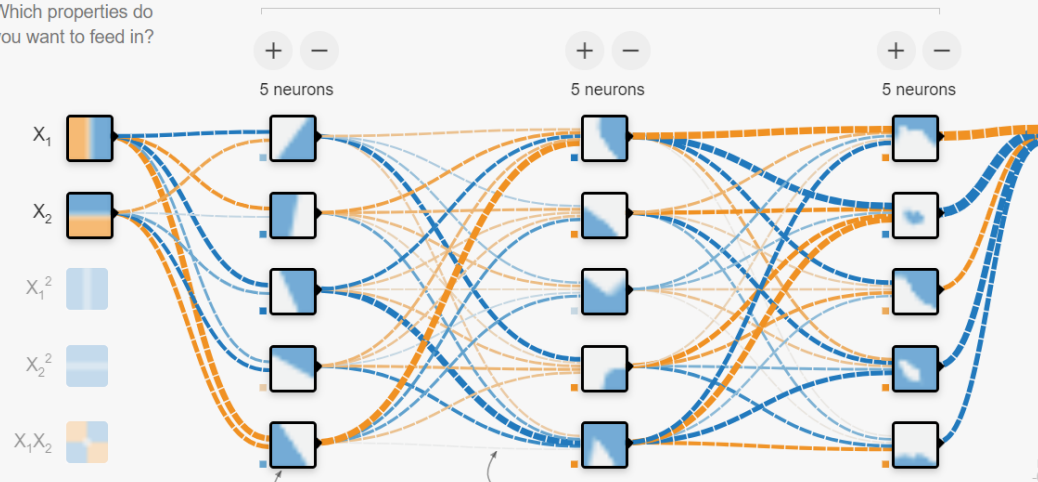 Which properties do
you want to feed in?
+ − + − + −
5 neurons 5 neurons 5 neurons
X₁
X₂
X₁²
X₂²
X₁X₂